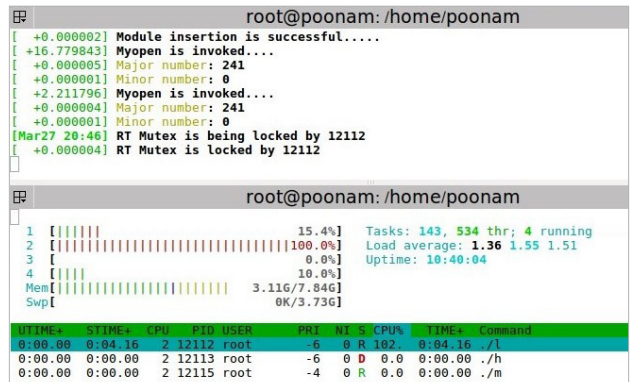 root@poonam: /home/poonam
[  +0.000002] Module insertion is successful.....
[ +16.779843] Myopen is invoked....
[  +0.000005] Major number: 241
[  +0.000001] Minor number: 0
[  +2.211796] Myopen is invoked....
[  +0.000004] Major number: 241
[  +0.000001] Minor number: 0
[Mar27 20:46] RT Mutex is being locked by 12112
[  +0.000004] RT Mutex is locked by 12112
root@poonam: /home/poonam
1 [|||||| 15.4%] Tasks: 143, 534 thr; 4 running
2 [||||||||||||||||||||||||||||||||100.0%] Load average: 1.36 1.55 1.51
3 [ 0.0%] Uptime: 10:40:04
4 [|||| 10.0%]
Mem[|||||||||||||||||||||||| 3.11G/7.84G]
Swp[ 0K/3.73G]
UTIME+ STIME+ CPU PID USER PRI NI S CPU% TIME+ Command
0:00.00 0:04.16 2 12112 root -6 0 R 102. 0:04.16 ./l
0:00.00 0:00.00 2 12113 root -6 0 D 0.0 0:00.00 ./h
0:00.00 0:00.00 2 12115 root -4 0 R 0.0 0:00.00 ./m